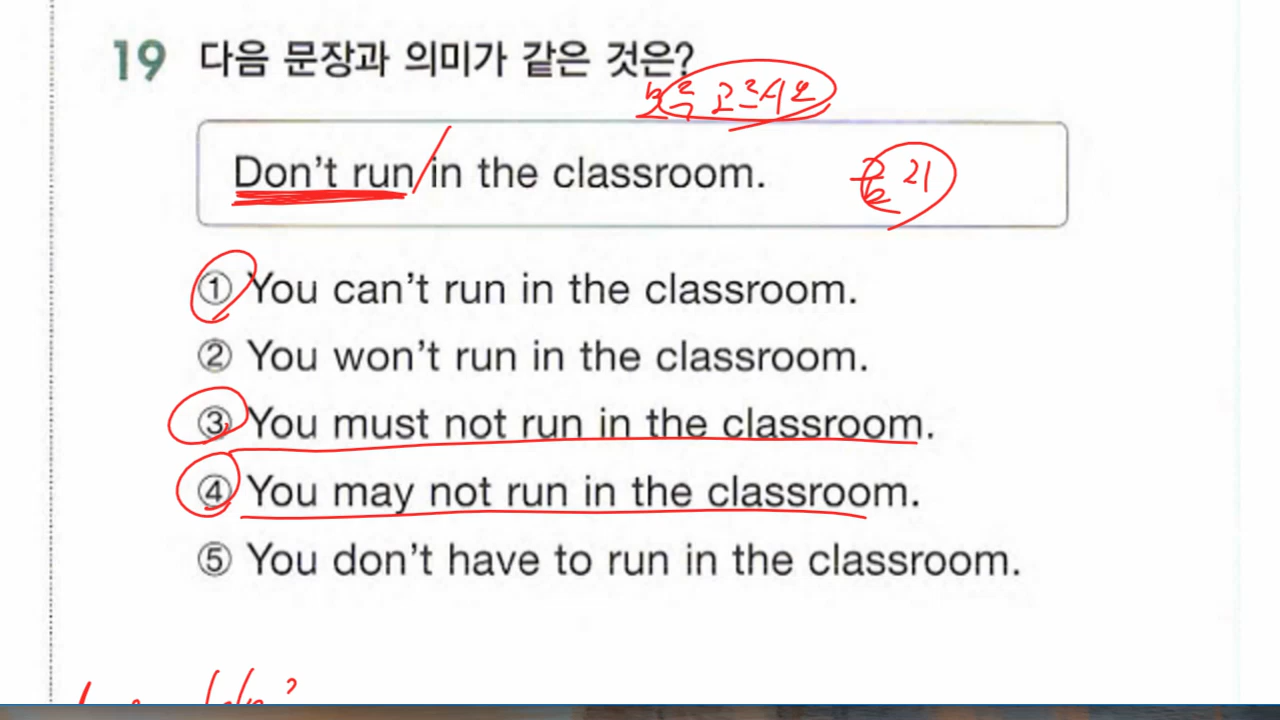 19 다음 문장과 의미가 같은 것은?
모두 고르시오
Don't run in the classroom.
금지
① You can't run in the classroom.
② You won't run in the classroom.
③ You must not run in the classroom.
④ You may not run in the classroom.
⑤ You don't have to run in the classroom.